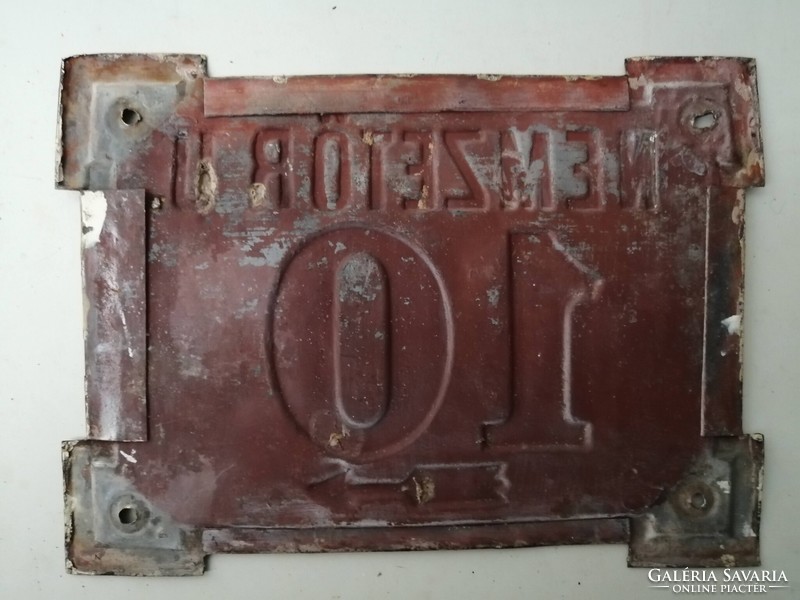 NEMZETŐR U
10
GALÉRIA SAVARIA
ONLINE PIACTÉR